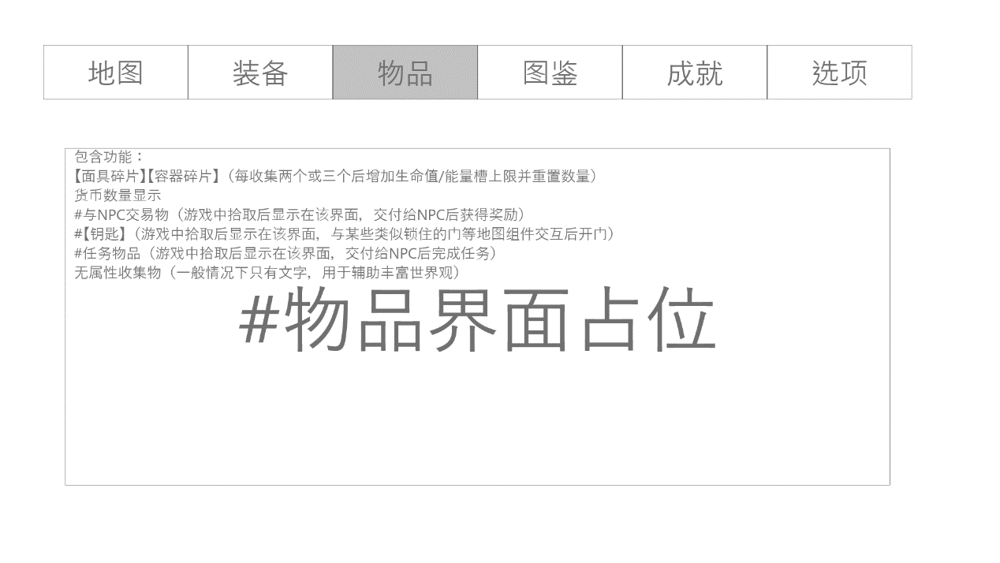 地图 装备 物品 图鉴 成就 选项
包含功能：
【面具碎片】【容器碎片】（每收集两个或三个后增加生命值/能量槽上限并重置数量）
货币数量显示
#与NPC交易物（游戏中拾取后显示在该界面，交付给NPC后获得奖励）
#【钥匙】（游戏中拾取后显示在该界面，与某些类似锁住的门等地图组件交互后开门）
#任务物品（游戏中拾取后显示在该界面，交付给NPC后完成任务）
无属性收集物（一般情况下只有文字，用于辅助丰富世界观）
#物品界面占位